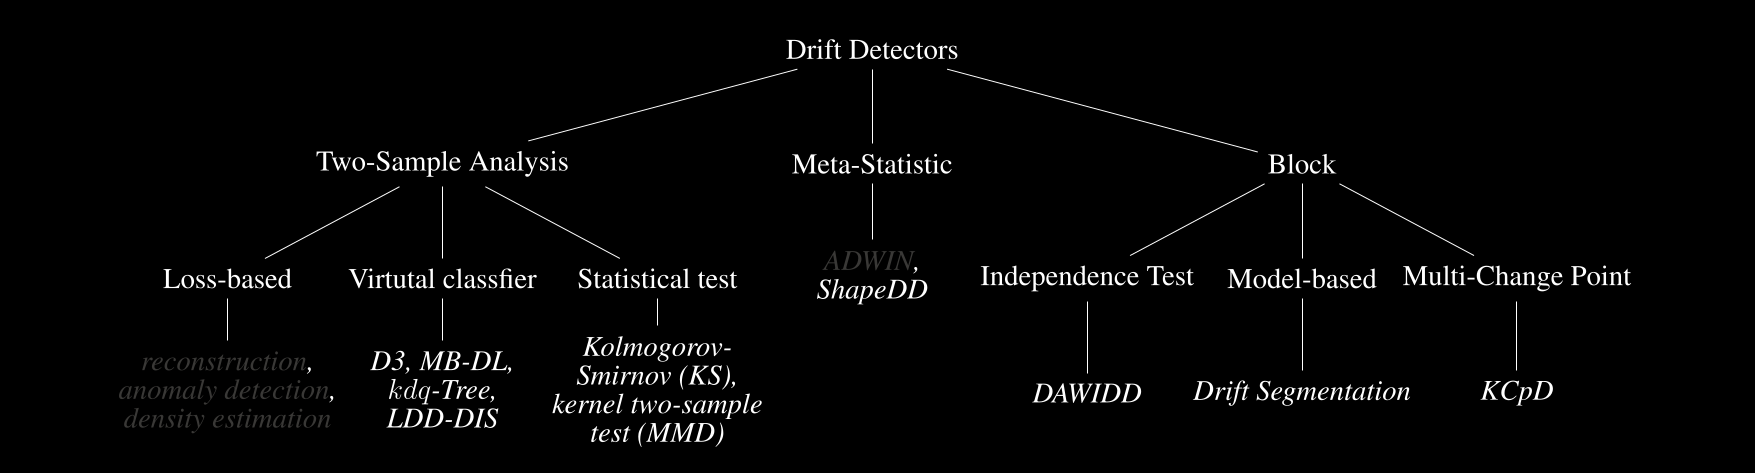 Drift Detectors
Two-Sample Analysis
Meta-Statistic
Block
Loss-based
Virtutal classfier
Statistical test
Independence Test
Model-based
Multi-Change Point
reconstruction,
anomaly detection,
density estimation
D3, MB-DL,
kdq-Tree,
LDD-DIS
Kolmogorov-
Smirnov (KS),
kernel two-sample
test (MMD)
ADWIN,
ShapeDD
DAWIDD
Drift Segmentation
KCpD